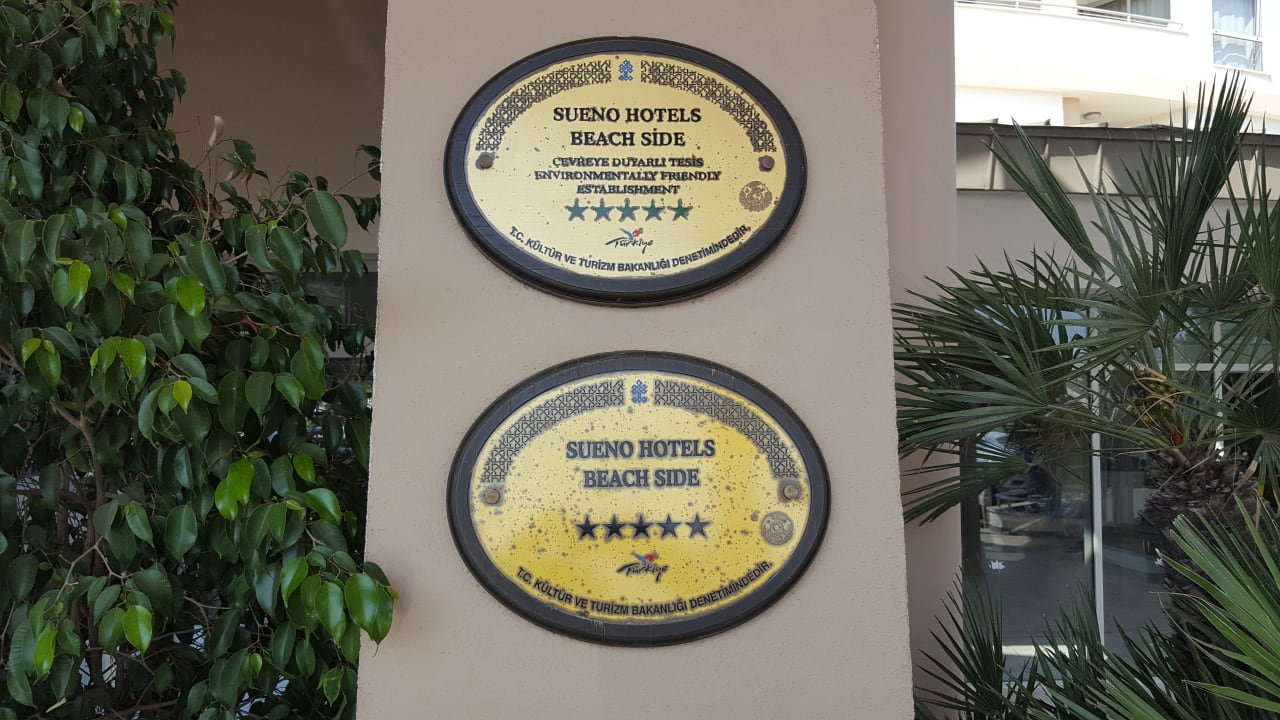 SUENO HOTELS
BEACH SİDE
ÇEVREYE DUYARLI TESİS
ENVIRONMENTALLY FRIENDLY
ESTABLISHMENT
Türkiye
T.C. KÜLTÜR VE TURİZM BAKANLIĞI DENETİMİNDEDİR.
SUENO HOTELS
BEACH SIDE
Türkiye
T.C. KÜLTÜR VE TURİZM BAKANLIĞI DENETİMİNDEDİR.